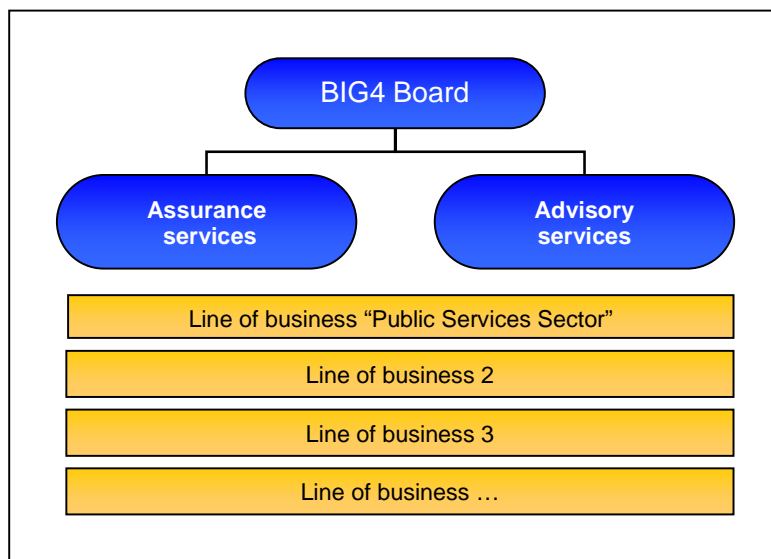 BIG4 Board
Assurance
services
Advisory
services
Line of business “Public Services Sector”
Line of business 2
Line of business 3
Line of business …